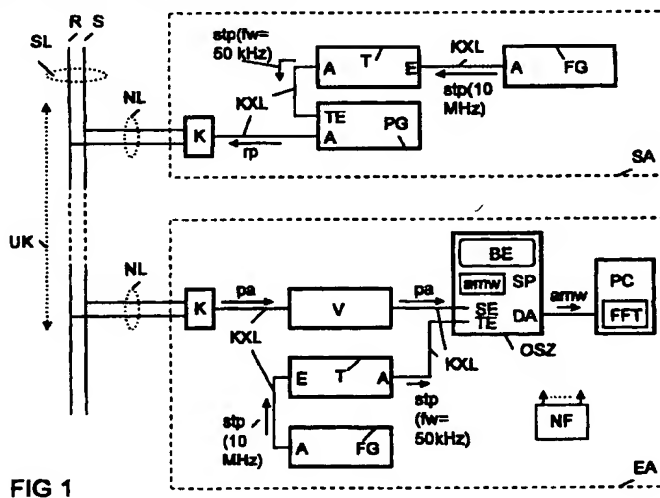 R S
SL
NL
K
UK
stp(fw=
50 kHz)
A T E
KXL
A FG
stp(10
MHz)
KXL
TE
A PG
rp
SA
NL
K
pa
KXL
V
pa
BE
amw SP
SE
TE DA
OSZ
amw
PC
FFT
KXL
E T A
KXL
stp
(10
MHz)
A FG
stp
(fw=
50kHz)
NF
EA
FIG 1